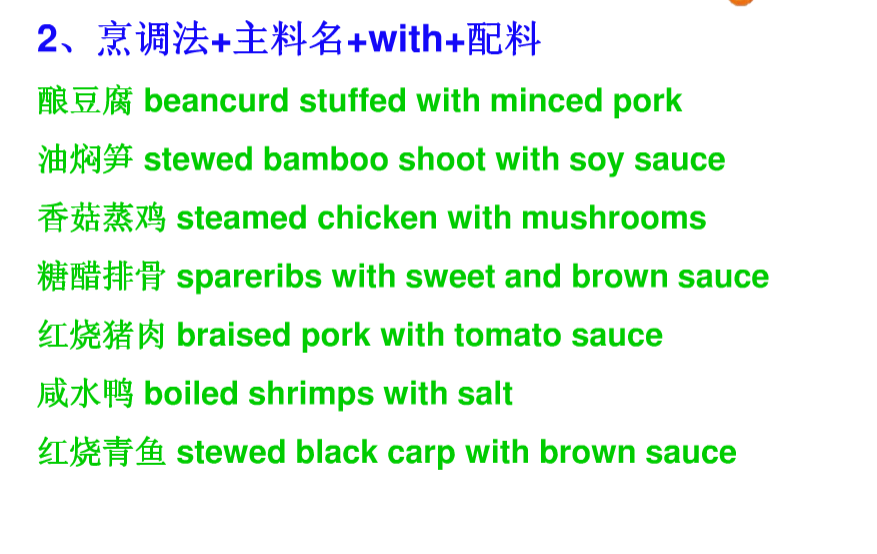 2、烹调法+主料名+with+配料
酿豆腐 beancurd stuffed with minced pork
油焖笋 stewed bamboo shoot with soy sauce
香菇蒸鸡 steamed chicken with mushrooms
糖醋排骨 spareribs with sweet and brown sauce
红烧猪肉 braised pork with tomato sauce
咸水鸭 boiled shrimps with salt
红烧青鱼 stewed black carp with brown sauce